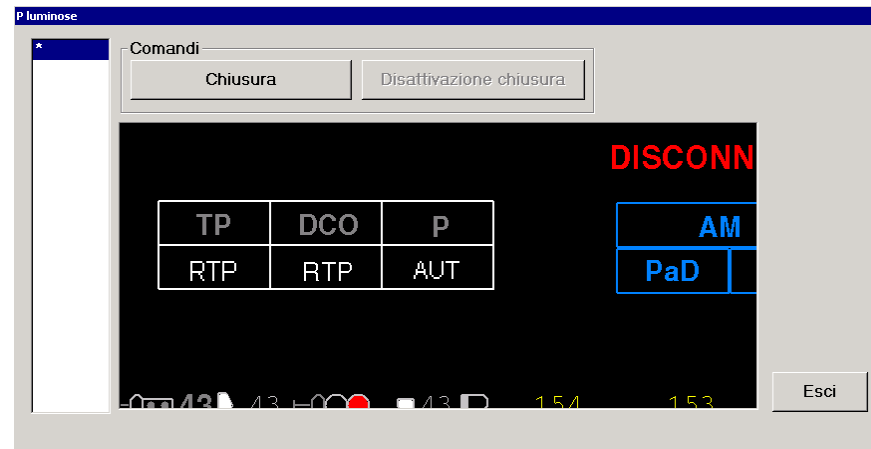 P luminose
*
Comandi
Chiusura
Disattivazione chiusura
DISCONN
TP DCO P
RTP RTP AUT
AM
PaD
43 43 43 154 153
Esci